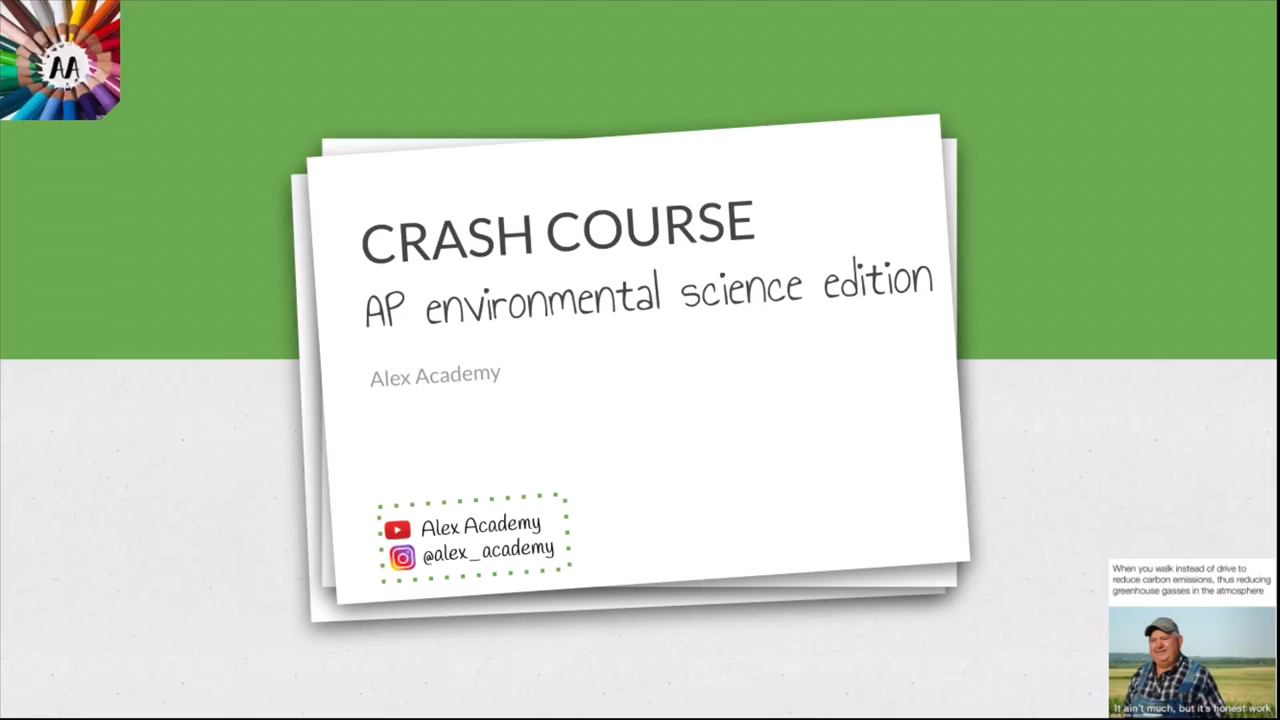 AA
CRASH COURSE
AP environmental science edition
Alex Academy
Alex Academy
@alex_academy
When you walk instead of drive to
reduce carbon emissions, thus reducing
greenhouse gasses in the atmosphere
It ain't much, but it's honest work